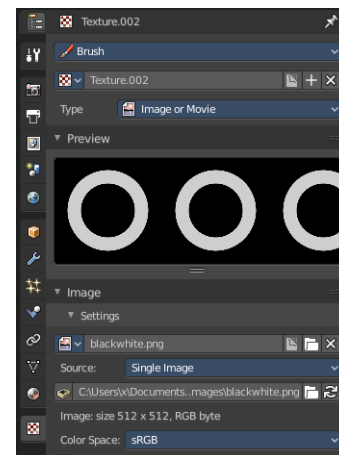 Texture.002
Brush
Texture.002
Type
Image or Movie
Preview
Image
Settings
blackwhite.png
Source:
Single Image
C:\Users\x\Documents..mages\blackwhite.png
Image: size 512 x 512, RGB byte
Color Space:
sRGB